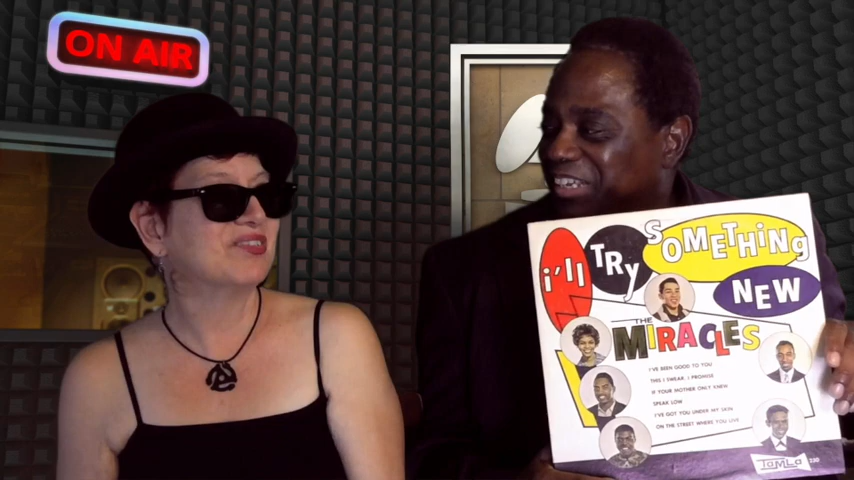 ON AIR
i'll TRY SOMETHiNg NEW
THE
MiRACLES
I'VE BEEN GOOD TO YOU
THIS I SWEAR, I PROMISE
@ YOUR MOTHER ONLY KNEW
SPEAK LOW
I'VE GOT YOU UNDER MY SKIN
ON THE STREET WHERE YOU LIVE
TaMLa 230